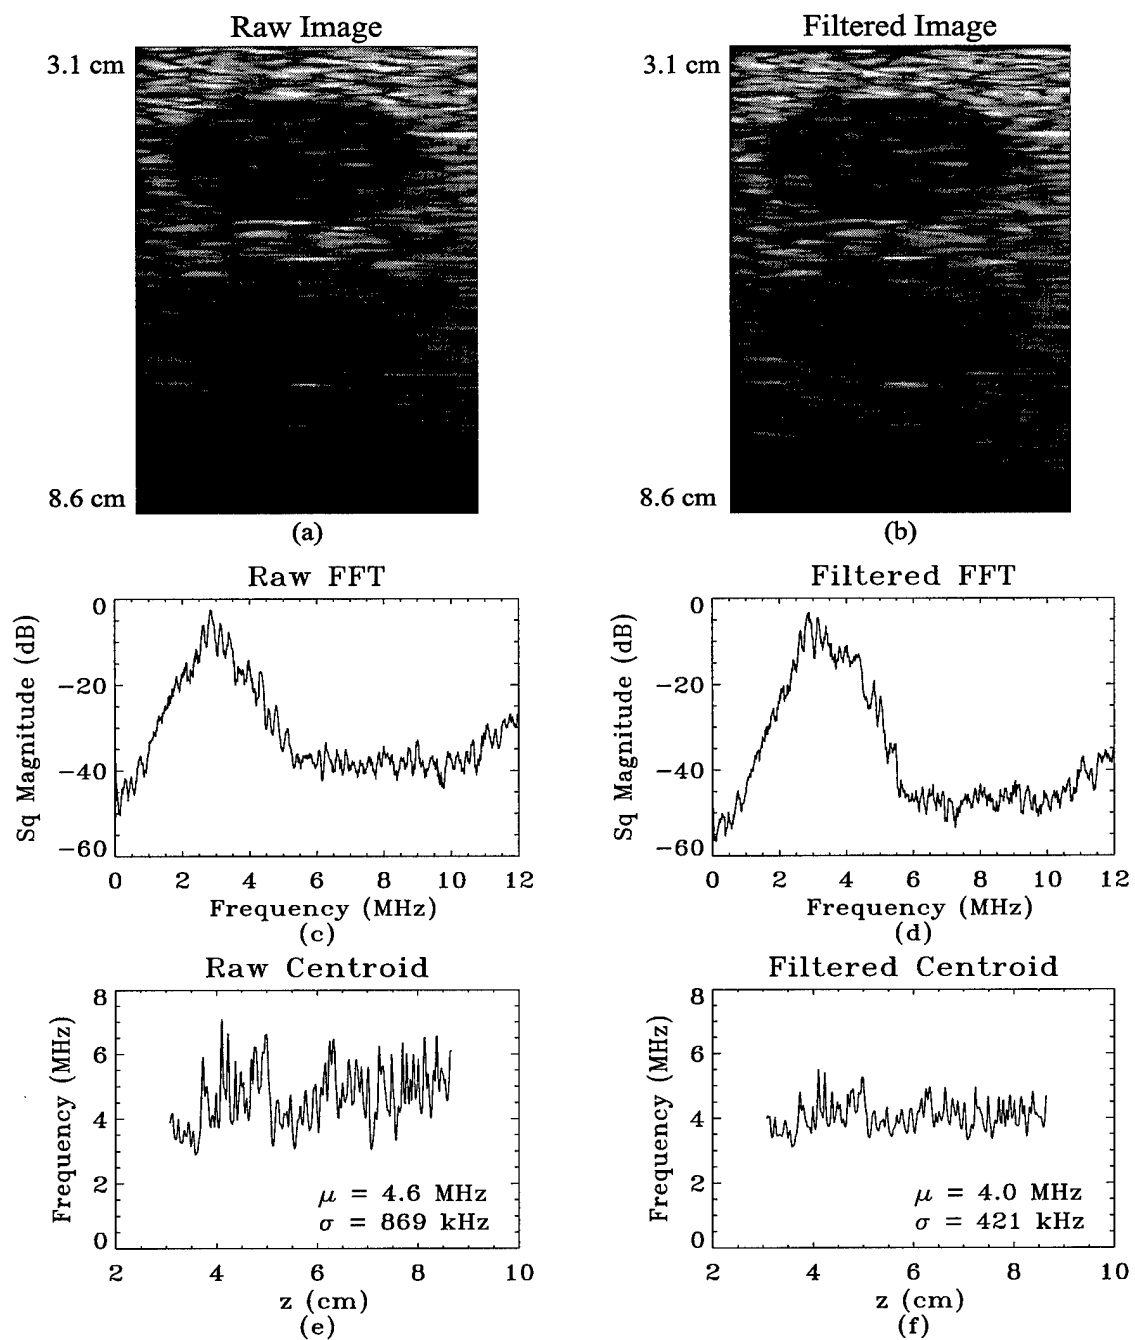 Raw Image
Filtered Image
3.1 cm
3.1 cm
8.6 cm
8.6 cm
(a)
(b)
Raw FFT
Filtered FFT
Sq Magnitude (dB)
0
−20
−40
−60
0 2 4 6 8 10 12
Frequency (MHz)
(c)
Sq Magnitude (dB)
0
−20
−40
−60
0 2 4 6 8 10 12
Frequency (MHz)
(d)
Raw Centroid
Filtered Centroid
Frequency (MHz)
8
6
4
2
0
μ = 4.6 MHz
σ = 869 kHz
2 4 6 8 10
z (cm)
(e)
Frequency (MHz)
8
6
4
2
0
μ = 4.0 MHz
σ = 421 kHz
2 4 6 8 10
z (cm)
(f)